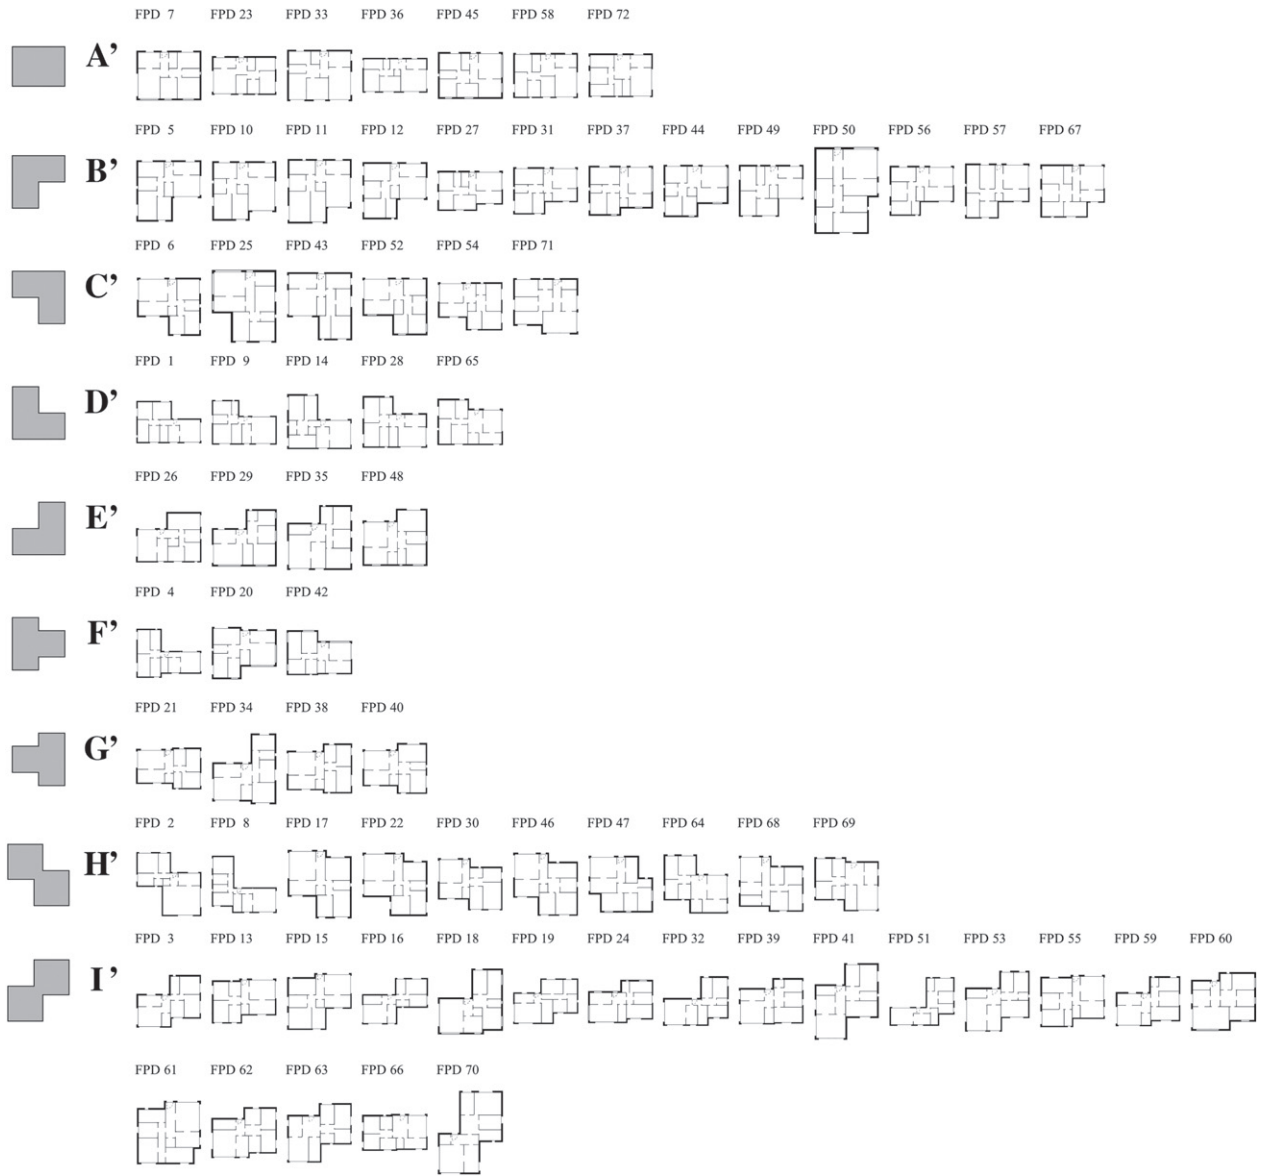 FPD 7 FPD 23 FPD 33 FPD 36 FPD 45 FPD 58 FPD 72
A’
FPD 5 FPD 10 FPD 11 FPD 12 FPD 27 FPD 31 FPD 37 FPD 44 FPD 49 FPD 50 FPD 56 FPD 57 FPD 67
B’
FPD 6 FPD 25 FPD 43 FPD 52 FPD 54 FPD 71
C’
FPD 1 FPD 9 FPD 14 FPD 28 FPD 65
D’
FPD 26 FPD 29 FPD 35 FPD 48
E’
FPD 4 FPD 20 FPD 42
F’
FPD 21 FPD 34 FPD 38 FPD 40
G’
FPD 2 FPD 8 FPD 17 FPD 22 FPD 30 FPD 46 FPD 47 FPD 64 FPD 68 FPD 69
H’
FPD 3 FPD 13 FPD 15 FPD 16 FPD 18 FPD 19 FPD 24 FPD 32 FPD 39 FPD 41 FPD 51 FPD 53 FPD 55 FPD 59 FPD 60
I’
FPD 61 FPD 62 FPD 63 FPD 66 FPD 70